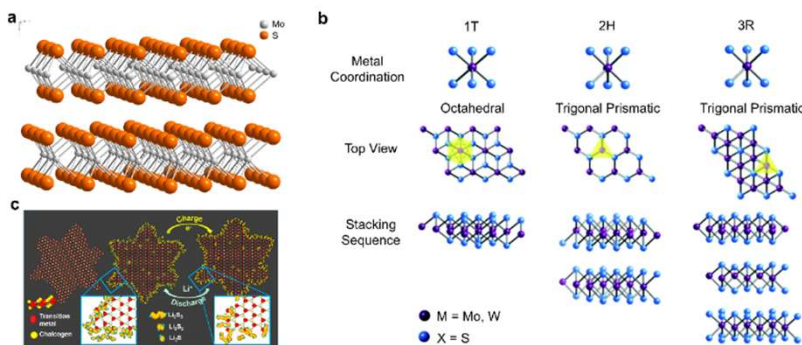 a
Mo
S
b
1T
2H
3R
Metal
Coordination
Octahedral
Trigonal Prismatic
Trigonal Prismatic
Top View
Stacking
Sequence
M = Mo, W
X = S
c
Charge
e⁻
Li⁺
Discharge
Transition
metal
Chalcogen
Li₂S